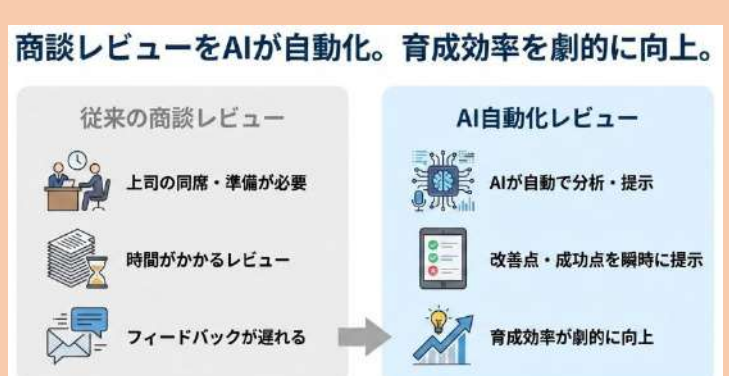 商談レビューをAIが自動化。育成効率を劇的に向上。
従来の商談レビュー
上司の同席・準備が必要
時間がかかるレビュー
フィードバックが遅れる
AI自動化レビュー
AIが自動で分析・提示
改善点・成功点を瞬時に提示
育成効率が劇的に向上